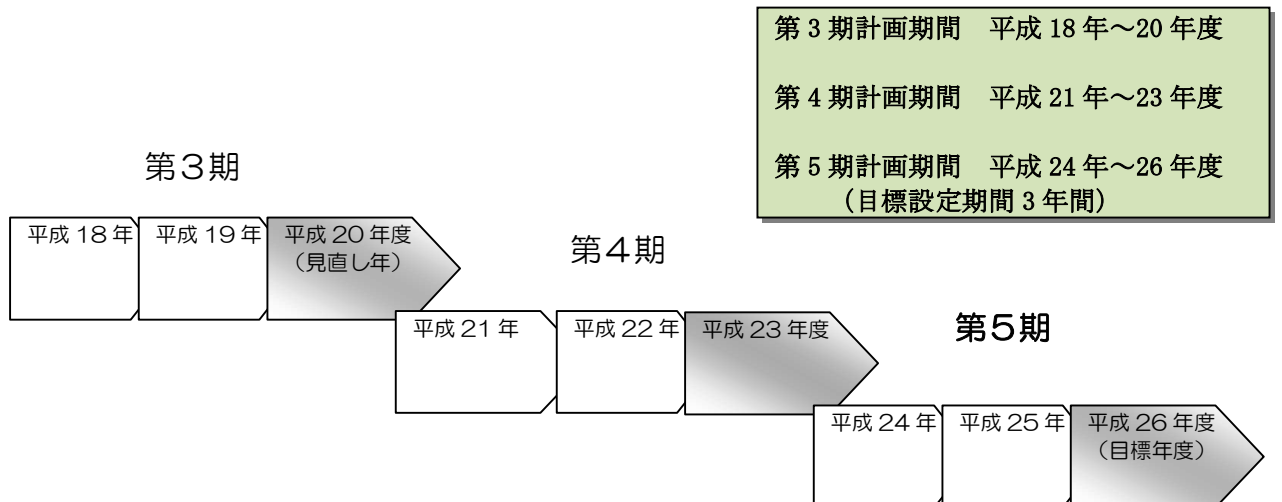 第3期計画期間　平成18年～20年度
第4期計画期間　平成21年～23年度
第5期計画期間　平成24年～26年度
（目標設定期間3年間）
第3期
平成18年
平成19年
平成20年度
（見直し年）
第4期
平成21年
平成22年
平成23年度
第5期
平成24年
平成25年
平成26年度
（目標年度）